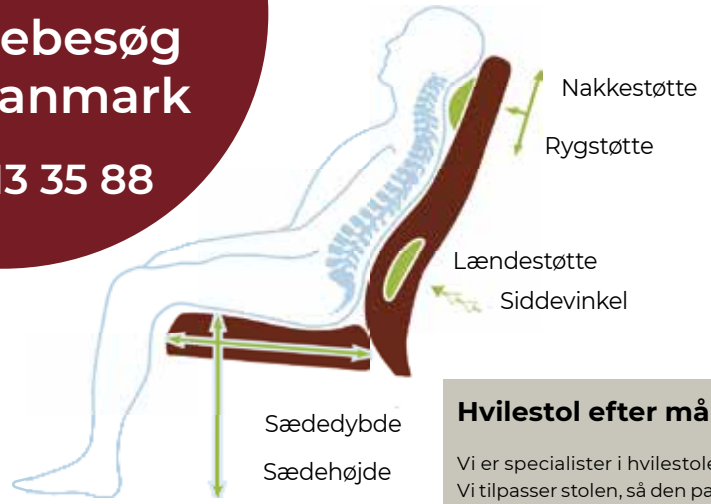 ebesøg
anmark
13 35 88
Nakkestøtte
Rygstøtte
Lændestøtte
Siddevinkel
Sædedybde
Sædehøjde
Hvilestol efter må
Vi er specialister i hvilestole
Vi tilpasser stolen, så den pa